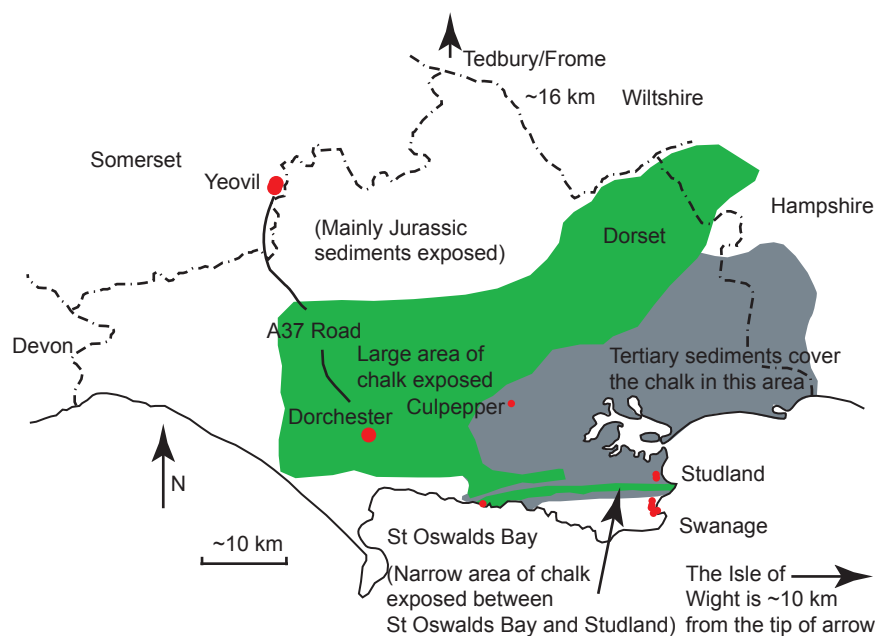 Tedbury/Frome
~16 km
Wiltshire
Somerset
Yeovil
Hampshire
(Mainly Jurassic
sediments exposed)
Dorset
A37 Road
Devon
Large area of
chalk exposed
Tertiary sediments cover
the chalk in this area
Culpepper
Dorchester
N
Studland
~10 km
St Oswalds Bay
Swanage
(Narrow area of chalk
exposed between
St Oswalds Bay and Studland)
The Isle of
Wight is ~10 km
from the tip of arrow